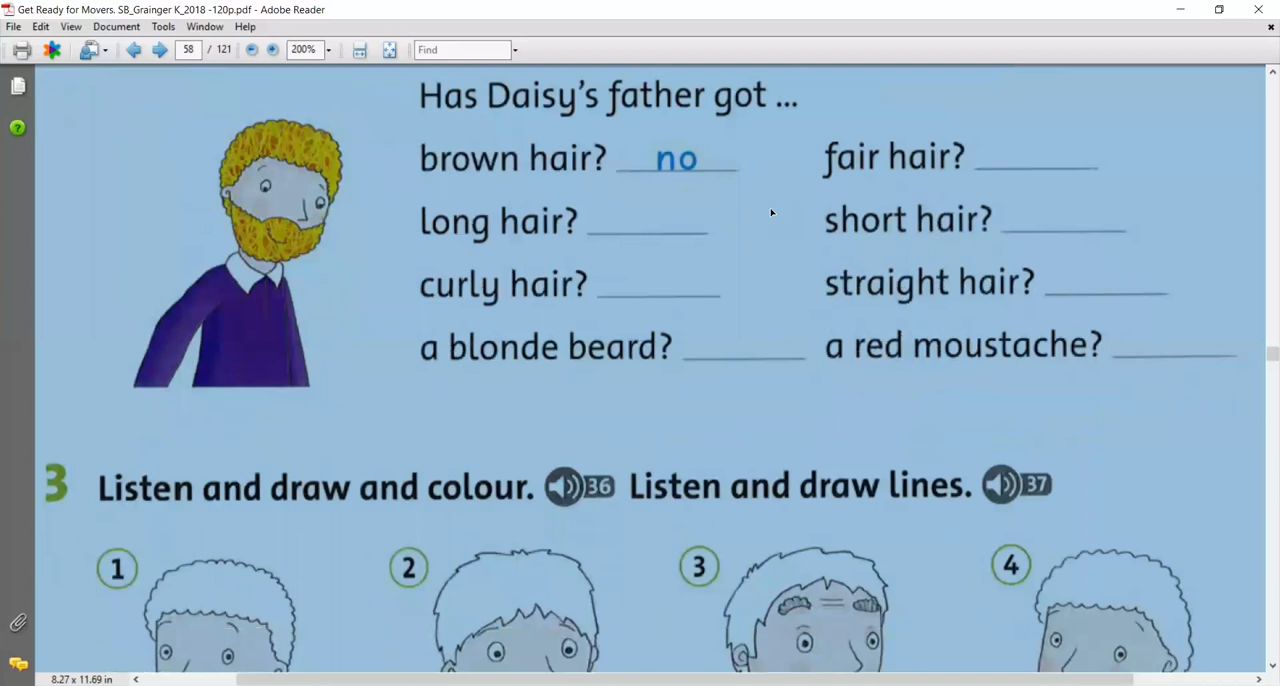 Get Ready for Movers. SB_Grainger K_2018 -120p.pdf - Adobe Reader
File Edit View Document Tools Window Help
58 / 121 200% Find
Has Daisy's father got ...
brown hair? no fair hair?
long hair? short hair?
curly hair? straight hair?
a blonde beard? a red moustache?
3 Listen and draw and colour. 36 Listen and draw lines. 37
1 2 3 4
8.27 x 11.69 in